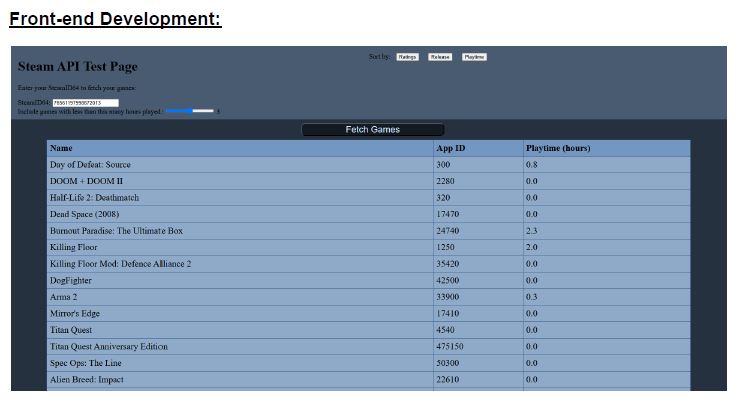 Front-end Development:
Steam API Test Page
Sort by: Ratings Release Playtime
Enter your SteamID64 to fetch your games:
SteamID64:
Include games with less than this many hours played:
Fetch Games
Name App ID Playtime (hours)
Day of Defeat: Source 300 0.8
DOOM + DOOM II 2280 0.0
Half-Life 2: Deathmatch 320 0.0
Dead Space (2008) 17470 0.0
Burnout Paradise: The Ultimate Box 24740 2.3
Killing Floor 1250 2.0
Killing Floor Mod: Defence Alliance 2 35420 0.0
DogFighter 42500 0.0
Arma 2 33900 0.3
Mirror's Edge 17410 0.0
Titan Quest 4540 0.0
Titan Quest Anniversary Edition 475150 0.0
Spec Ops: The Line 50300 0.0
Alien Breed: Impact 22610 0.0